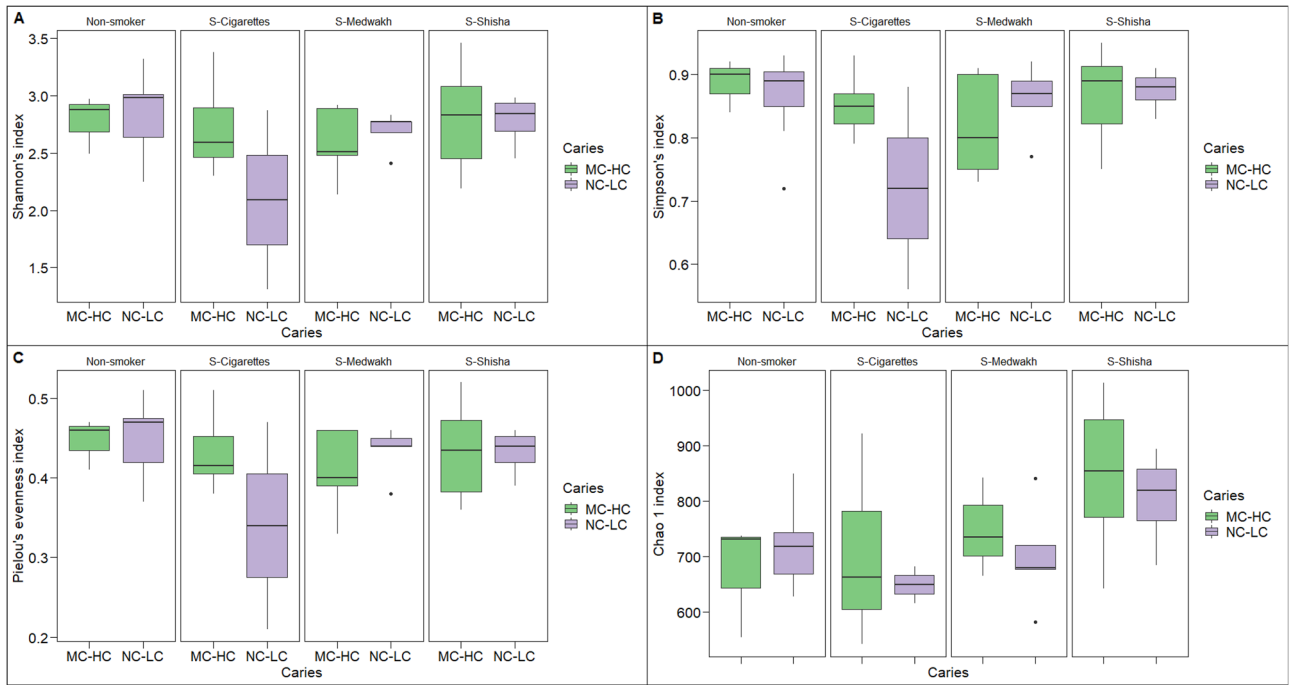 A
Non-smoker S-Cigarettes S-Medwakh S-Shisha
3.5
3.0
2.5
2.0
1.5
Shannon's index
MC-HC NC-LC MC-HC NC-LC MC-HC NC-LC MC-HC NC-LC
Caries
Caries
MC-HC
NC-LC
B
Non-smoker S-Cigarettes S-Medwakh S-Shisha
0.9
0.8
0.7
0.6
Simpson's index
MC-HC NC-LC MC-HC NC-LC MC-HC NC-LC MC-HC NC-LC
Caries
Caries
MC-HC
NC-LC
C
Non-smoker S-Cigarettes S-Medwakh S-Shisha
0.5
0.4
0.3
0.2
Pielou's evenness index
MC-HC NC-LC MC-HC NC-LC MC-HC NC-LC MC-HC NC-LC
Caries
Caries
MC-HC
NC-LC
D
Non-smoker S-Cigarettes S-Medwakh S-Shisha
1000
900
800
700
600
Chao 1 index
Caries
Caries
MC-HC
NC-LC